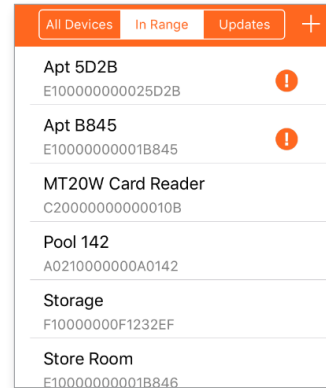 All Devices In Range Updates +
Apt 5D2B
E100000000025D2B
!
Apt B845
E10000000001B845
!
MT20W Card Reader
C20000000000010B
Pool 142
A0210000000A0142
Storage
F10000000F1232EF
Store Room
E10000000001B846